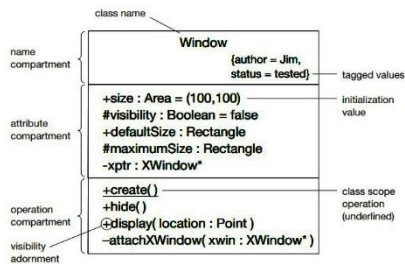 class name
Window
name
compartment
{author = Jim,
status = tested}
tagged values
+size : Area = (100,100)
initialization
value
#visibility : Boolean = false
attribute
compartment
+defaultSize : Rectangle
#maximumSize : Rectangle
-xptr : XWindow*
+create()
class scope
operation
(underlined)
+hide()
operation
compartment
+display( location : Point )
visibility
adornment
–attachXWindow( xwin : XWindow* )